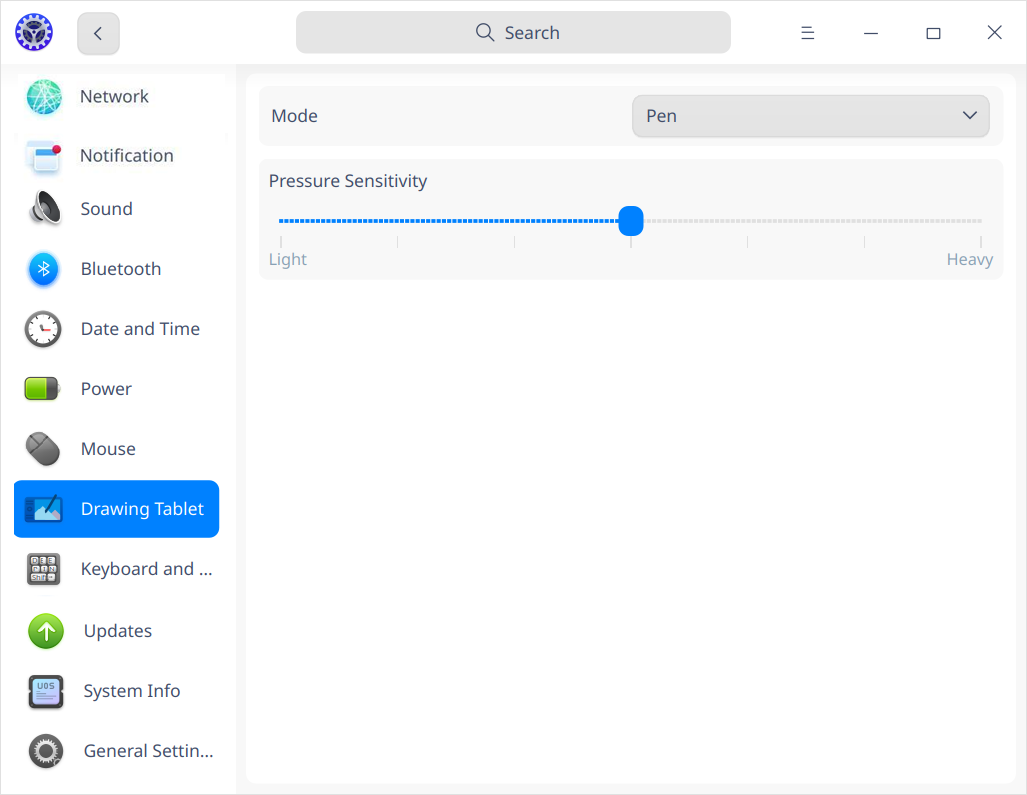 Search
Network
Notification
Sound
Bluetooth
Date and Time
Power
Mouse
Drawing Tablet
Keyboard and ...
Updates
UOS
System Info
General Settin...
Mode
Pen
Pressure Sensitivity
Light
Heavy